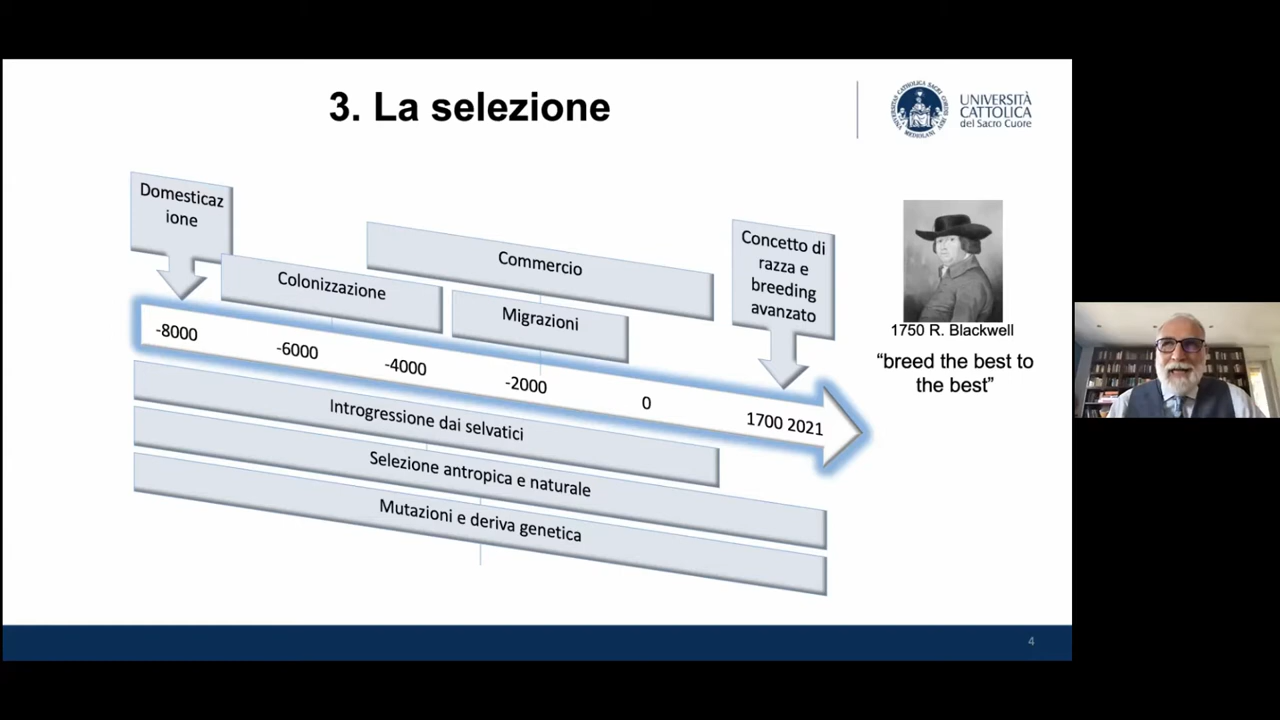 3. La selezione
UNIVERSITÀ
CATTOLICA
del Sacro Cuore
Domesticaz
ione
Colonizzazione
Commercio
Migrazioni
Concetto di
razza e
breeding
avanzato
1750 R. Blackwell
“breed the best to
the best”
-8000
-6000
-4000
-2000
0
1700 2021
Introgressione dai selvatici
Selezione antropica e naturale
Mutazioni e deriva genetica
4